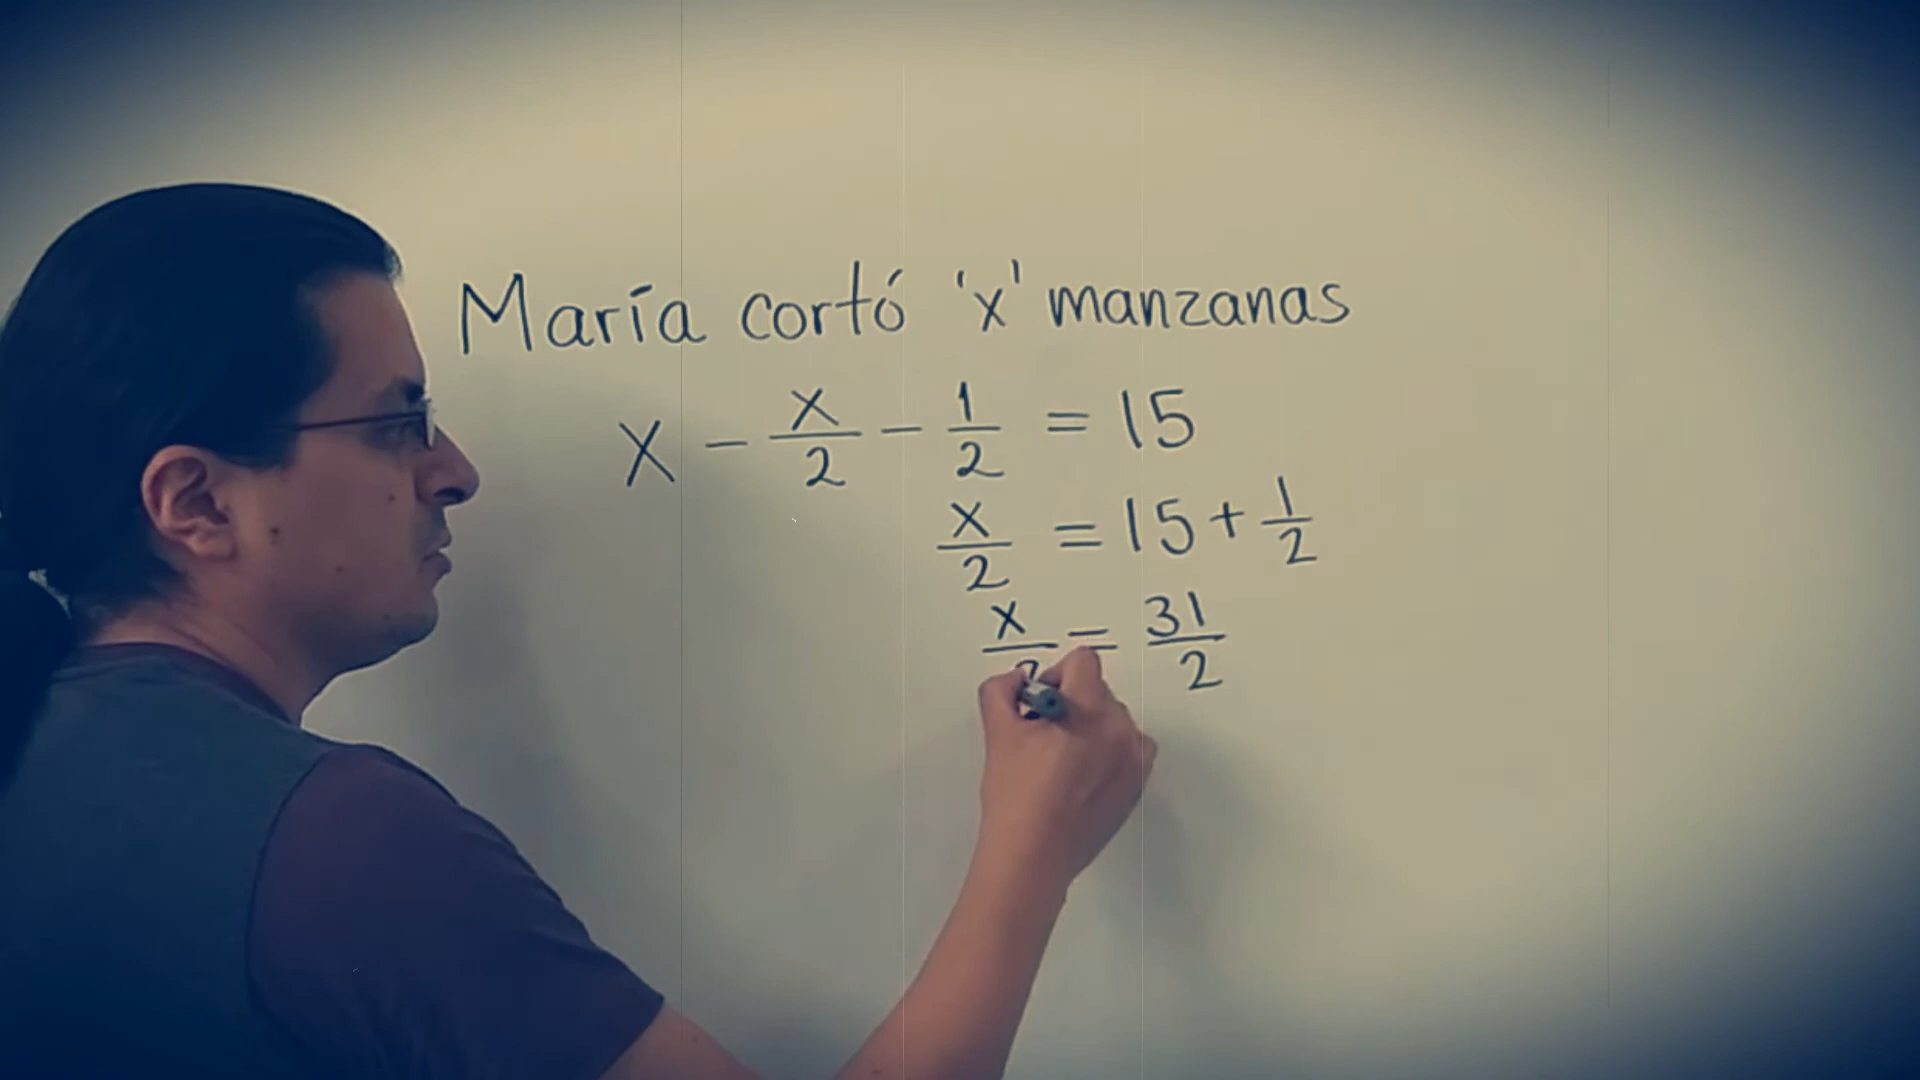 María cortó 'x' manzanas
x - x/2 - 1/2 = 15
x/2 = 15 + 1/2
x/2 = 31/2